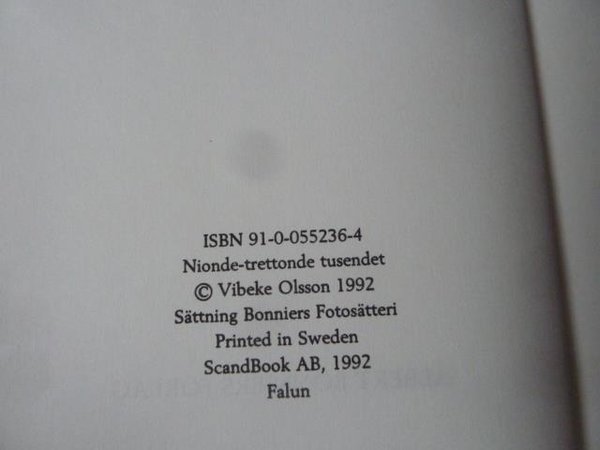 ISBN 91-0-055236-4
Nionde-trettonde tusendet
© Vibeke Olsson 1992
Sättning Bonniers Fotosätteri
Printed in Sweden
ScandBook AB, 1992
Falun